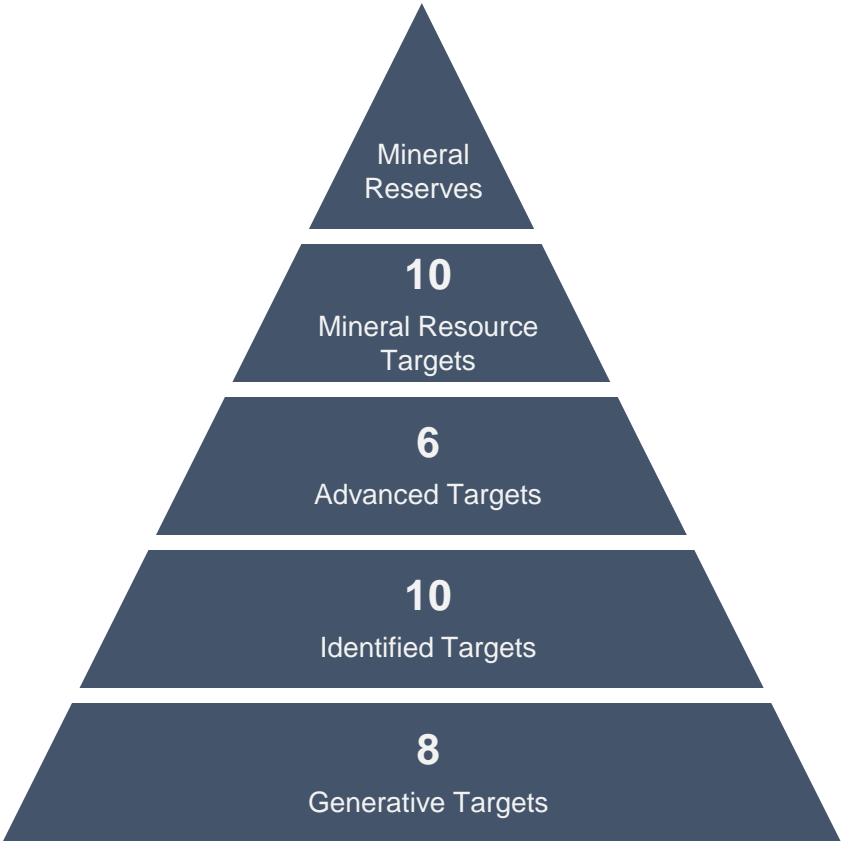 Mineral
Reserves
10
Mineral Resource
Targets
6
Advanced Targets
10
Identified Targets
8
Generative Targets